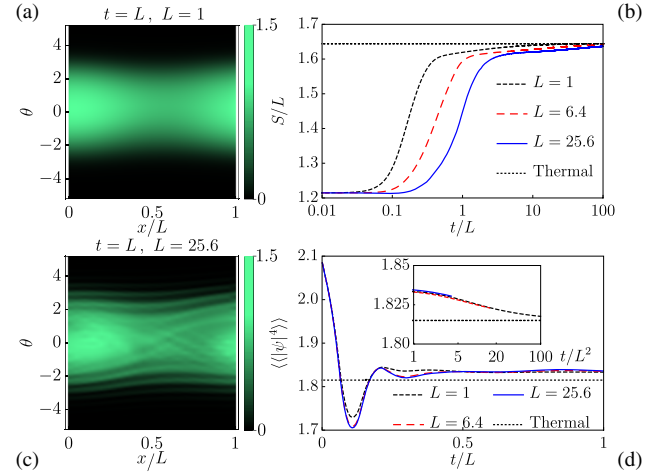 (a)
t = L , L = 1
4
2
0
−2
−4
θ
0
0.5
1
x/L
1.5
0
(b)
S/L
1.7
1.6
1.5
1.4
1.3
1.2
L = 1
L = 6.4
L = 25.6
Thermal
0.01
0.1
1
10
100
t/L
(c)
t = L , L = 25.6
4
2
0
−2
−4
θ
0
0.5
1
x/L
1.5
0
(d)
⟨⟨|ψ|⁴⟩⟩
2.1
2.0
1.9
1.8
1.7
1.85
1.825
1.80
1
5
20
100
t/L²
L = 1
L = 25.6
L = 6.4
Thermal
0
0.5
1
t/L